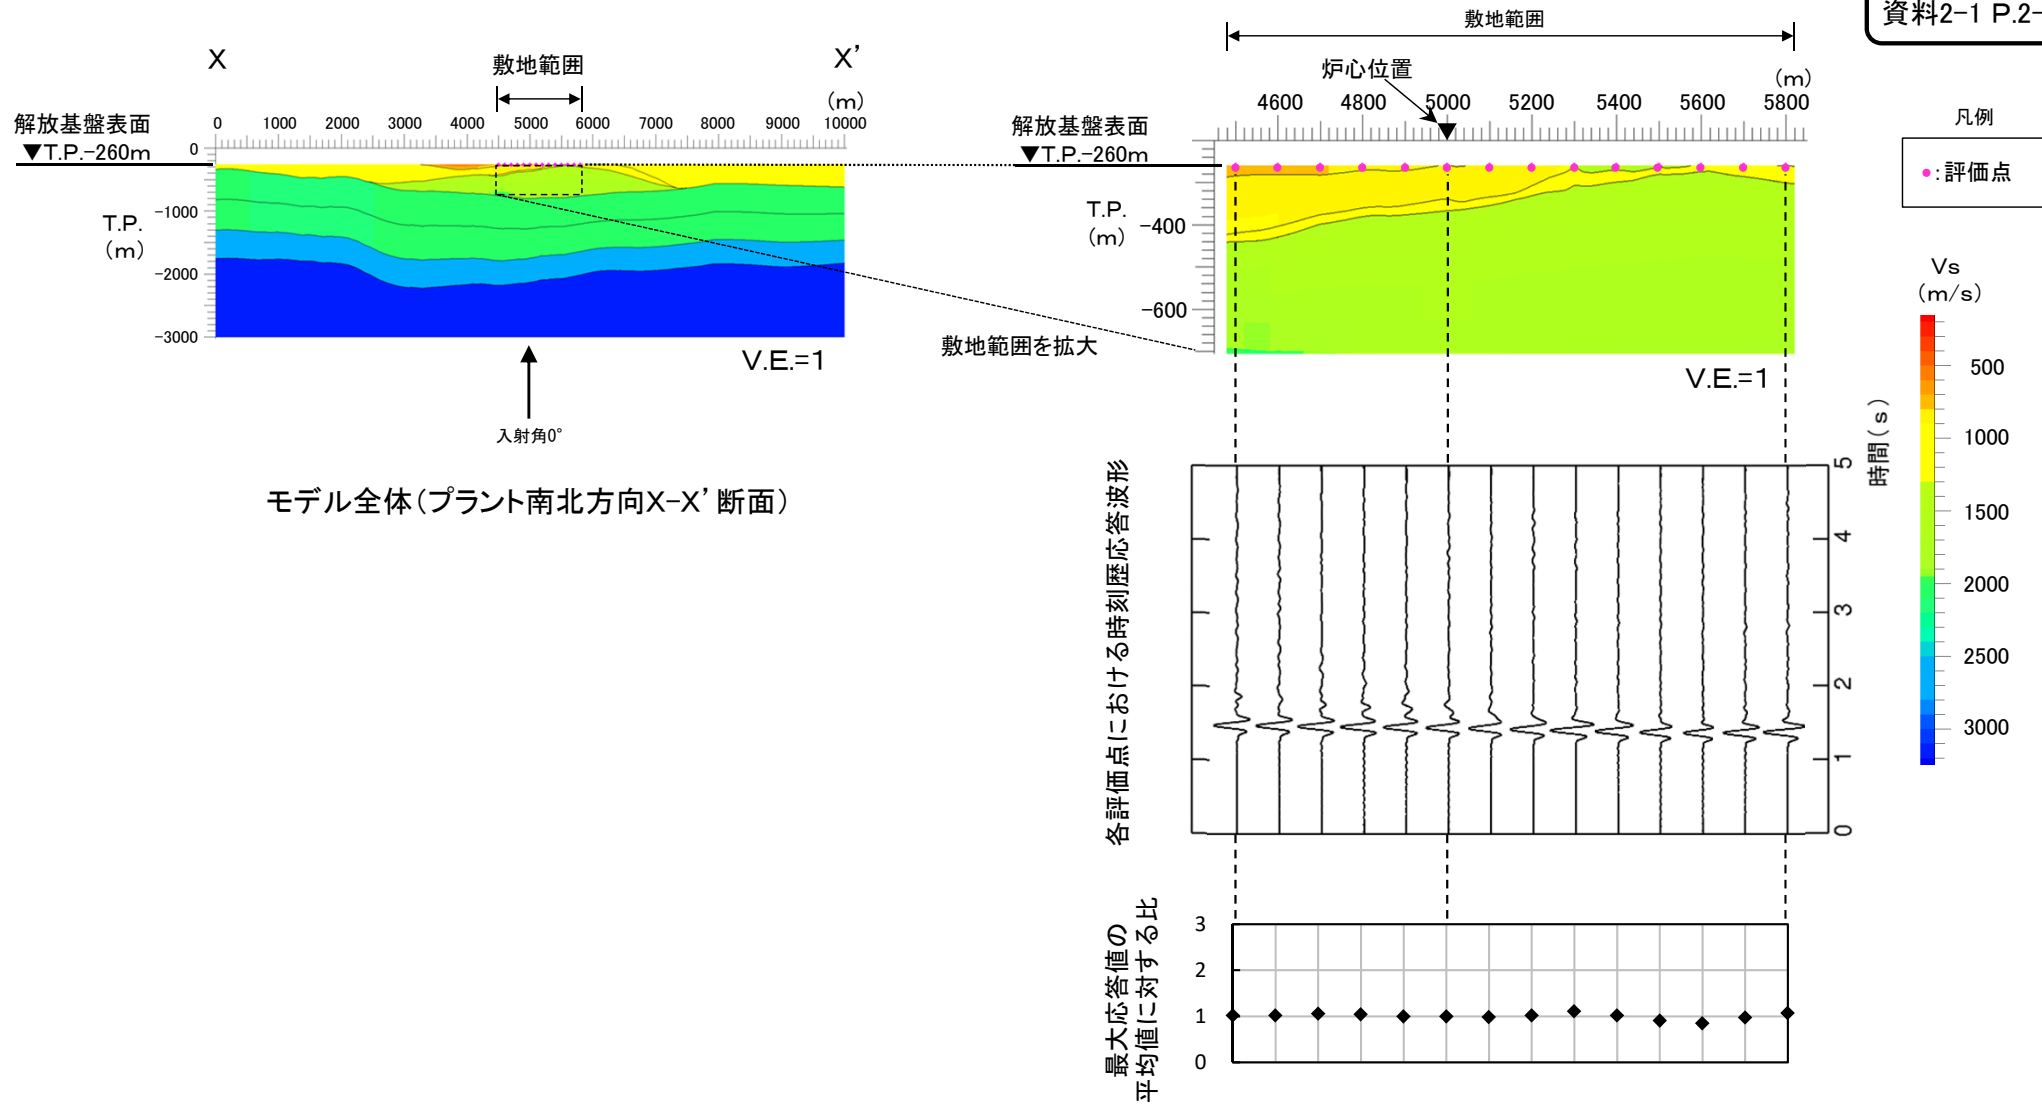 資料2-1 P.2-
敷地範囲
X
X’
敷地範囲
炉心位置
(m)
(m)
4600 4800 5000 5200 5400 5600 5800
凡例
解放基盤表面
▼T.P.-260m
0 1000 2000 3000 4000 5000 6000 7000 8000 9000 10000
解放基盤表面
▼T.P.-260m
●:評価点
0
-1000
-2000
-3000
T.P.
(m)
T.P.
(m)
-400
-600
Vs
(m/s)
500
1000
1500
2000
2500
3000
敷地範囲を拡大
V.E.=1
V.E.=1
入射角0°
モデル全体(プラント南北方向X-X’断面)
各評価点における時刻歴応答波形
時間(s)
5
4
3
2
1
0
最大応答値の
平均値に対する比
3
2
1
0